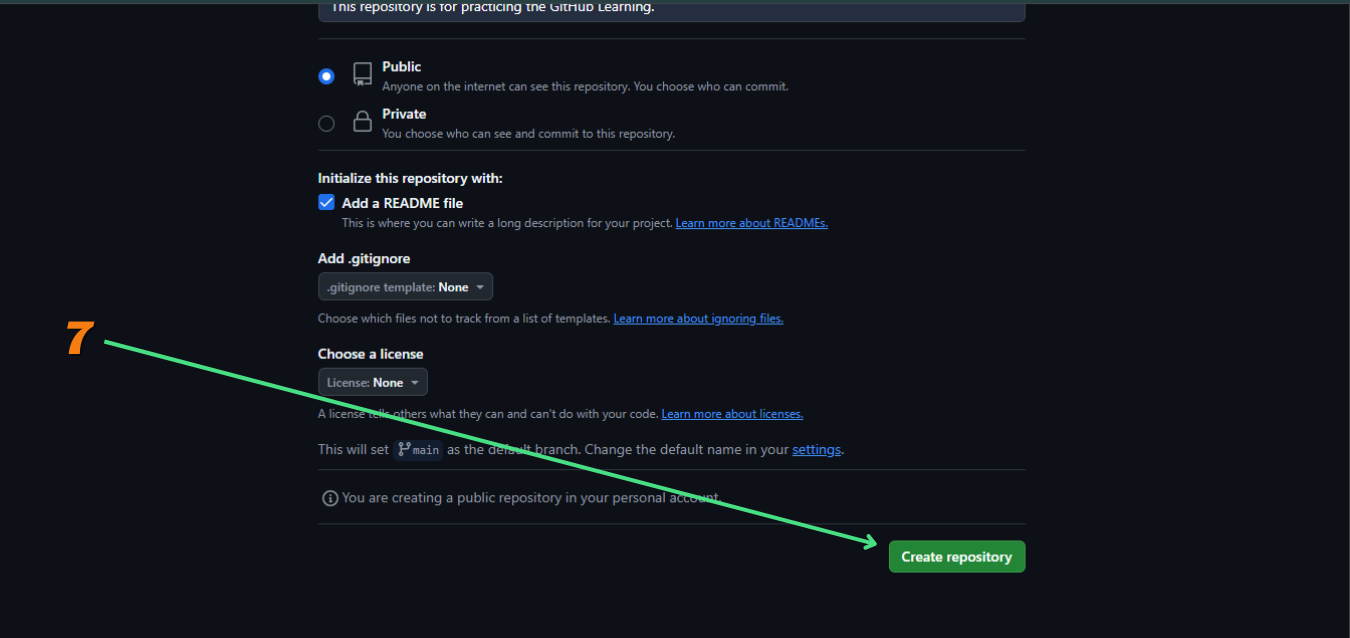 This repository is for practicing the GitHub Learning.
Public
Anyone on the internet can see this repository. You choose who can commit.
Private
You choose who can see and commit to this repository.
Initialize this repository with:
Add a README file
This is where you can write a long description for your project. Learn more about READMEs.
Add .gitignore
.gitignore template: None
Choose which files not to track from a list of templates. Learn more about ignoring files.
7
Choose a license
License: None
A license tells others what they can and can't do with your code. Learn more about licenses.
This will set main as the default branch. Change the default name in your settings.
You are creating a public repository in your personal account.
Create repository